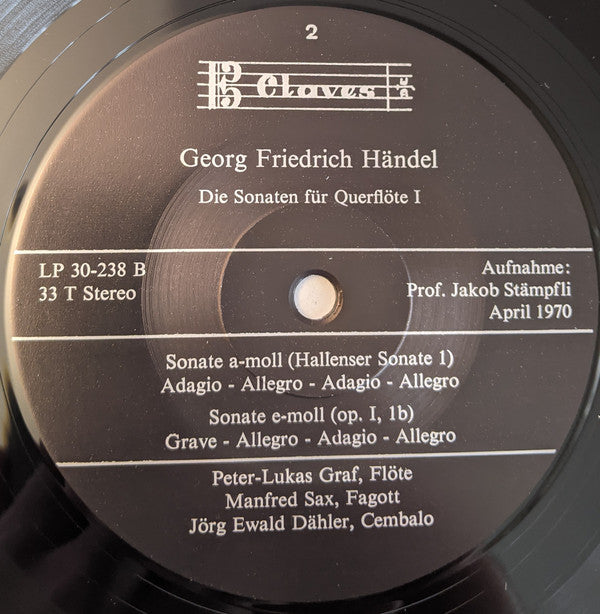 2
Claves
Georg Friedrich Händel
Die Sonaten für Querflöte I
LP 30-238 B
33 T Stereo
Aufnahme:
Prof. Jakob Stämpfli
April 1970
Sonate a-moll (Hallenser Sonate 1)
Adagio - Allegro - Adagio - Allegro
Sonate e-moll (op. I, 1b)
Grave - Allegro - Adagio - Allegro
Peter-Lukas Graf, Flöte
Manfred Sax, Fagott
Jörg Ewald Dähler, Cembalo